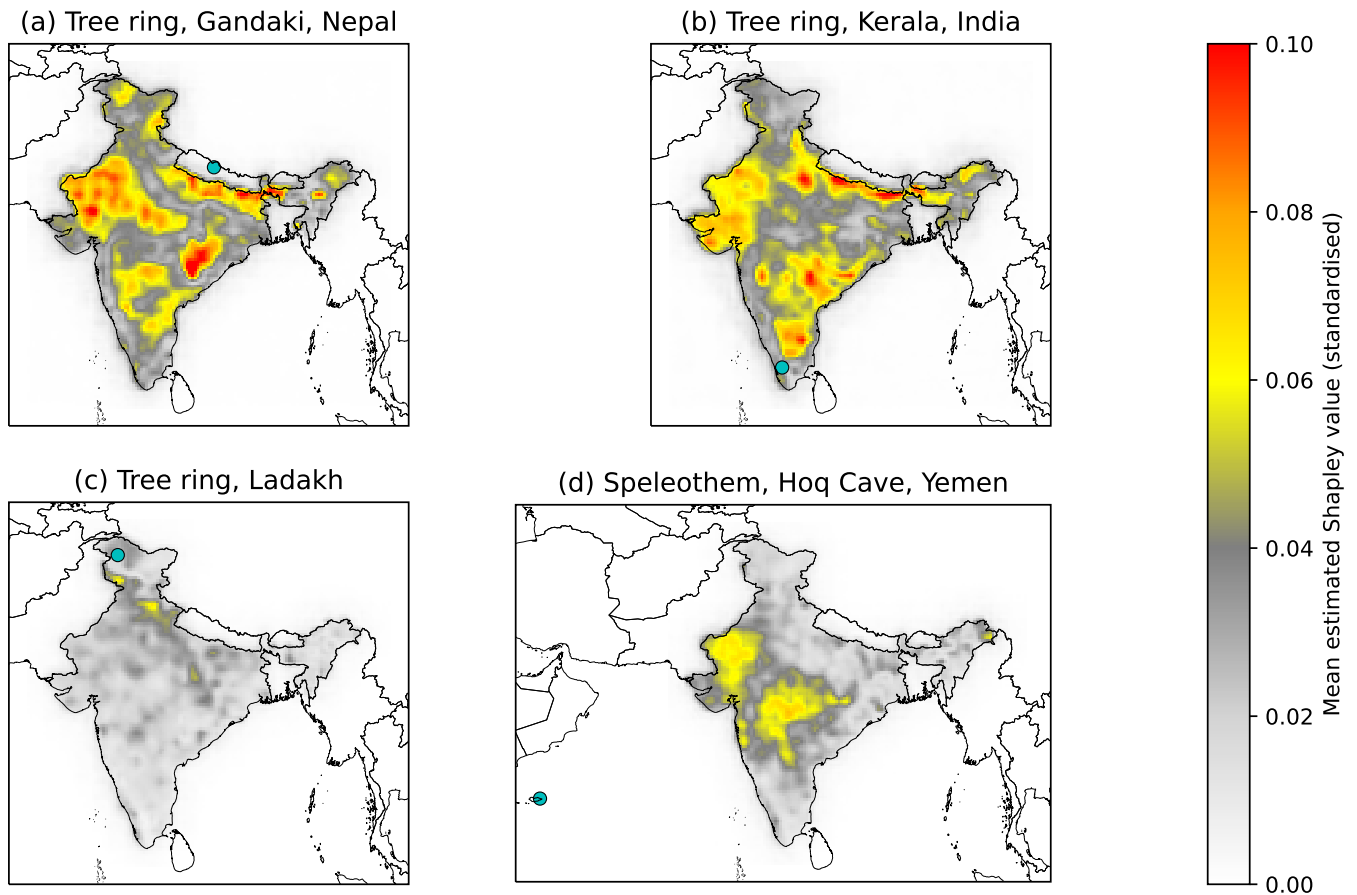 (a) Tree ring, Gandaki, Nepal
(b) Tree ring, Kerala, India
(c) Tree ring, Ladakh
(d) Speleothem, Hoq Cave, Yemen
0.10
0.08
0.06
0.04
0.02
0.00
Mean estimated Shapley value (standardised)